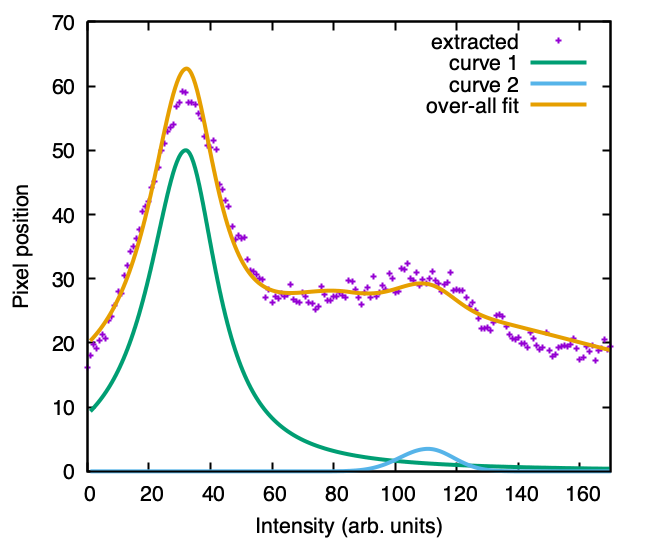 70
60
50
40
30
20
10
0
0 20 40 60 80 100 120 140 160
Pixel position
Intensity (arb. units)
extracted
curve 1
curve 2
over-all fit